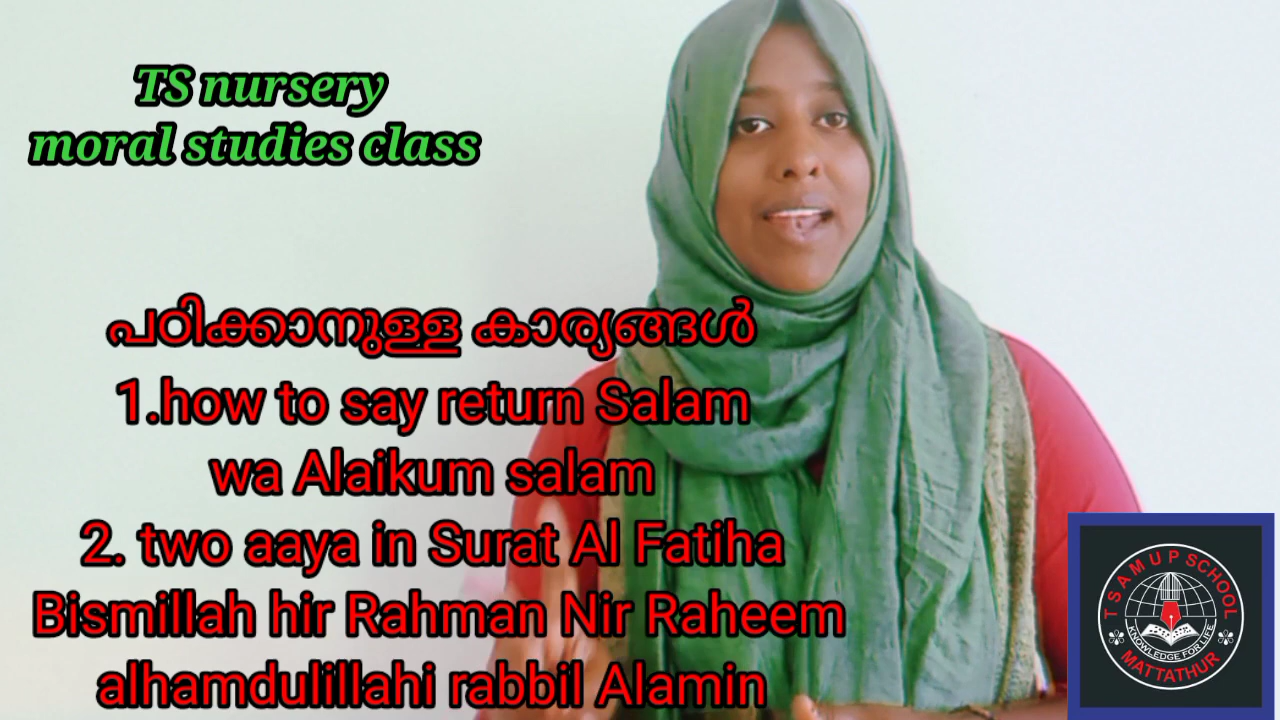 TS nursery
moral studies class
പഠിക്കാനുള്ള കാര്യങ്ങൾ
1.how to say return Salam
wa Alaikum salam
2. two aaya in Surat Al Fatiha
Bismillah hir Rahman Nir Raheem
alhamdulillahi rabbil Alamin
T S A M U P SCHOOL
KNOWLEDGE FOR LIFE
MATTATHUR